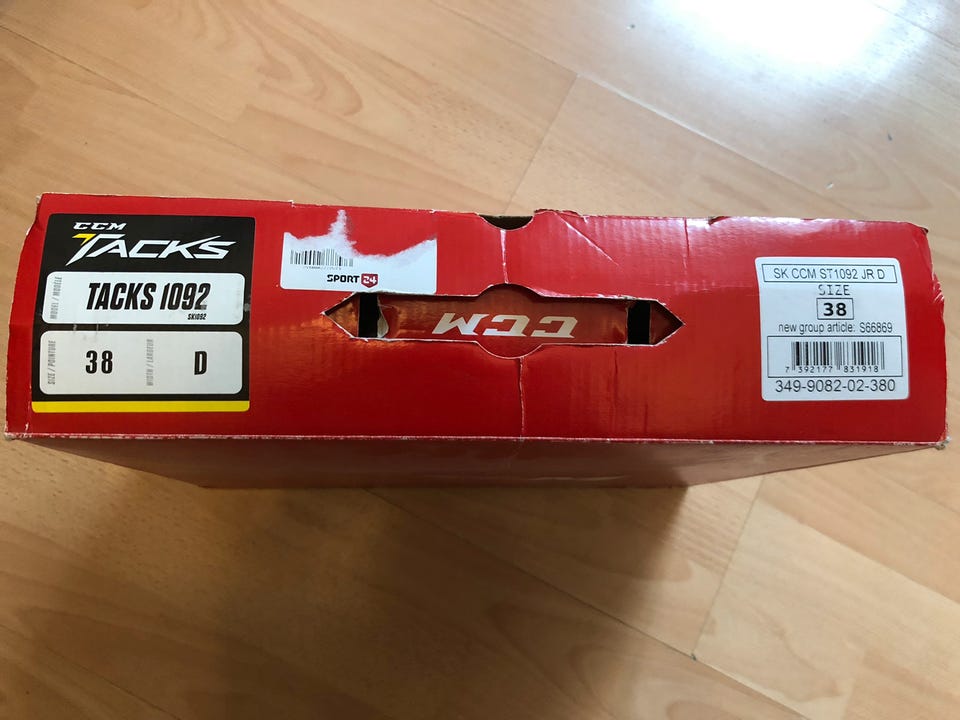 CCM
TACKS
MODEL / MODÈLE
TACKS 1092
SK1092
SIZE / POINTURE
38
WIDTH / LARGEUR
D
SPORT 24
CCM
SK CCM ST1092 JR D
SIZE
38
new group article: S66869
7 392177 831918
349-9082-02-380